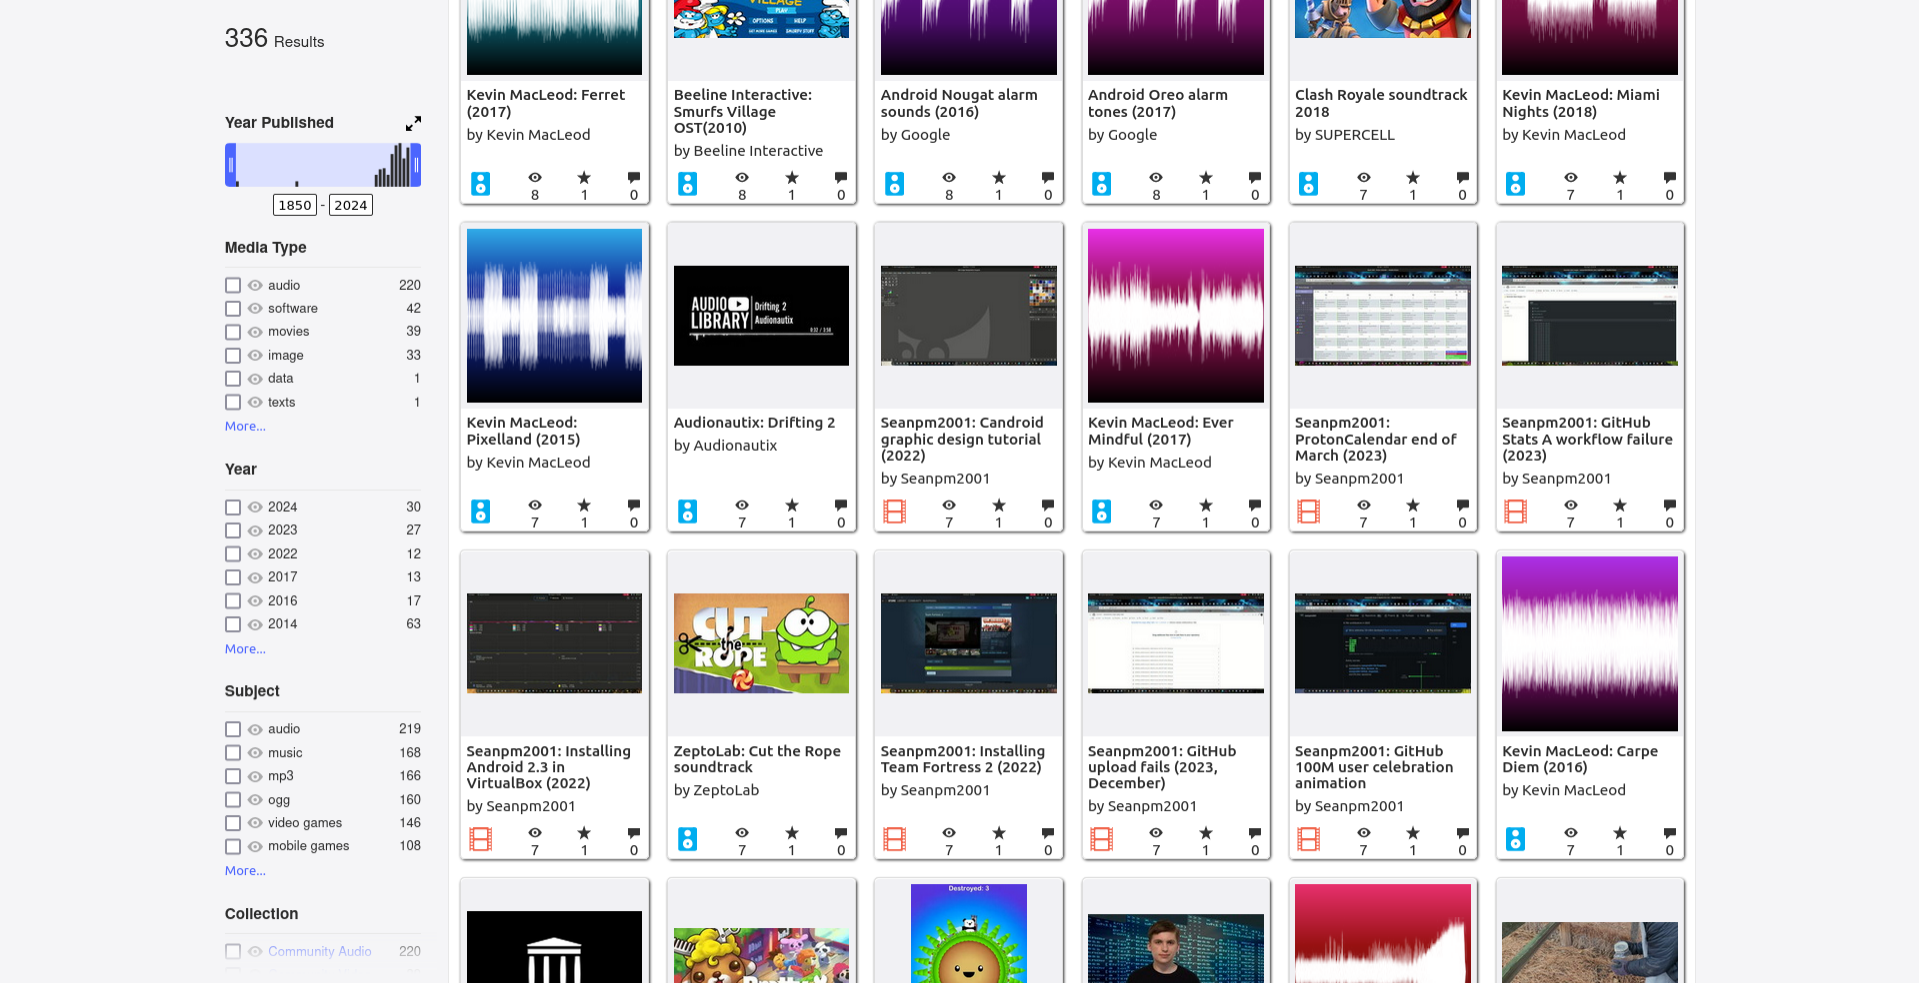 336 Results
Year Published
1850 - 2024
Media Type
audio 220
software 42
movies 39
image 33
data 1
texts 1
More...
Year
2024 30
2023 27
2022 12
2017 13
2016 17
2014 63
More...
Subject
audio 219
music 168
mp3 166
ogg 160
video games 146
mobile games 108
More...
Collection
Community Audio 220
VILLAGE
PLAY
OPTIONS HELP
GET MORE GAMES SMURFY STUFF
Kevin MacLeod: Ferret
(2017)
by Kevin MacLeod
8 1 0
Beeline Interactive:
Smurfs Village
OST(2010)
by Beeline Interactive
8 1 0
Android Nougat alarm
sounds (2016)
by Google
8 1 0
Android Oreo alarm
tones (2017)
by Google
8 1 0
Clash Royale soundtrack
2018
by SUPERCELL
7 1 0
Kevin MacLeod: Miami
Nights (2018)
by Kevin MacLeod
7 1 0
Kevin MacLeod:
Pixelland (2015)
by Kevin MacLeod
7 1 0
AUDIO
LIBRARY
Drifting 2
Audionautix
0:32 / 3:58
Audionautix: Drifting 2
by Audionautix
7 1 0
Seanpm2001: Candroid
graphic design tutorial
(2022)
by Seanpm2001
7 1 0
Kevin MacLeod: Ever
Mindful (2017)
by Kevin MacLeod
7 1 0
Seanpm2001:
ProtonCalendar end of
March (2023)
by Seanpm2001
7 1 0
Seanpm2001: GitHub
Stats A workflow failure
(2023)
by Seanpm2001
7 1 0
Seanpm2001: Installing
Android 2.3 in
VirtualBox (2022)
by Seanpm2001
7 1 0
CUT
the
ROPE
ZeptoLab: Cut the Rope
soundtrack
by ZeptoLab
7 1 0
Seanpm2001: Installing
Team Fortress 2 (2022)
by Seanpm2001
7 1 0
Seanpm2001: GitHub
upload fails (2023,
December)
by Seanpm2001
7 1 0
Seanpm2001: GitHub
100M user celebration
animation
by Seanpm2001
7 1 0
Kevin MacLeod: Carpe
Diem (2016)
by Kevin MacLeod
7 1 0
Destroyed: 3